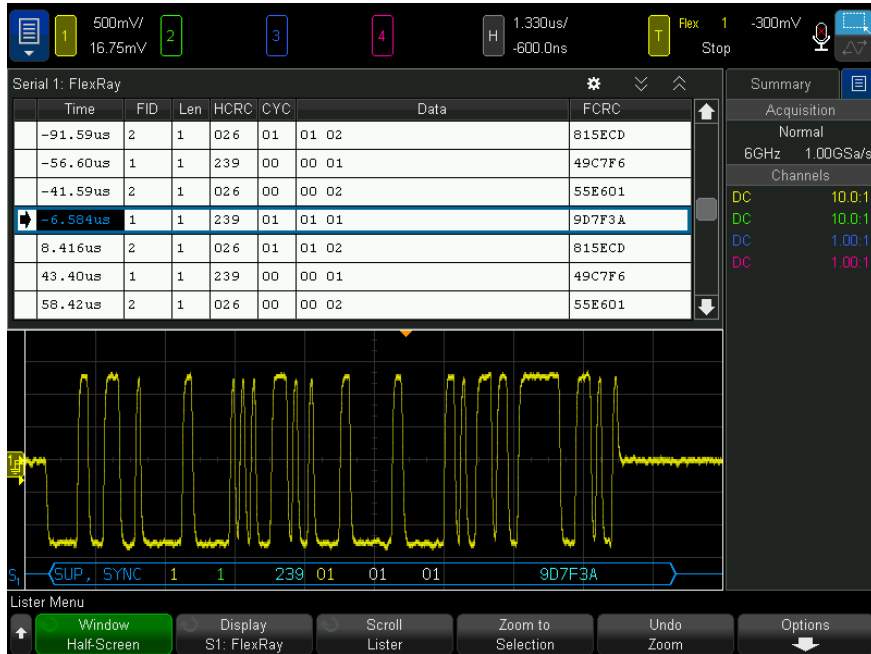 1 500mV/ 2 3 4 H 1.330us/ T Flex 1 -300mV
16.75mV -600.0ns Stop
Serial 1: FlexRay Summary
Time FID Len HCRC CYC Data FCRC Acquisition
-91.59us 2 1 026 01 01 02 815ECD Normal
-56.60us 1 1 239 00 00 01 49C7F6 6GHz 1.00GSa/s
-41.59us 2 1 026 00 00 02 55E601 Channels
-6.584us 1 1 239 01 01 01 9D7F3A DC 10.0:1
8.416us 2 1 026 01 01 02 815ECD DC 10.0:1
43.40us 1 1 239 00 00 01 49C7F6 DC 1.00:1
58.42us 2 1 026 00 00 02 55E601 DC 1.00:1
1
S1 SUP, SYNC 1 1 239 01 01 01 9D7F3A
Lister Menu
Window Display Scroll Zoom to Undo Options
Half-Screen S1: FlexRay Lister Selection Zoom